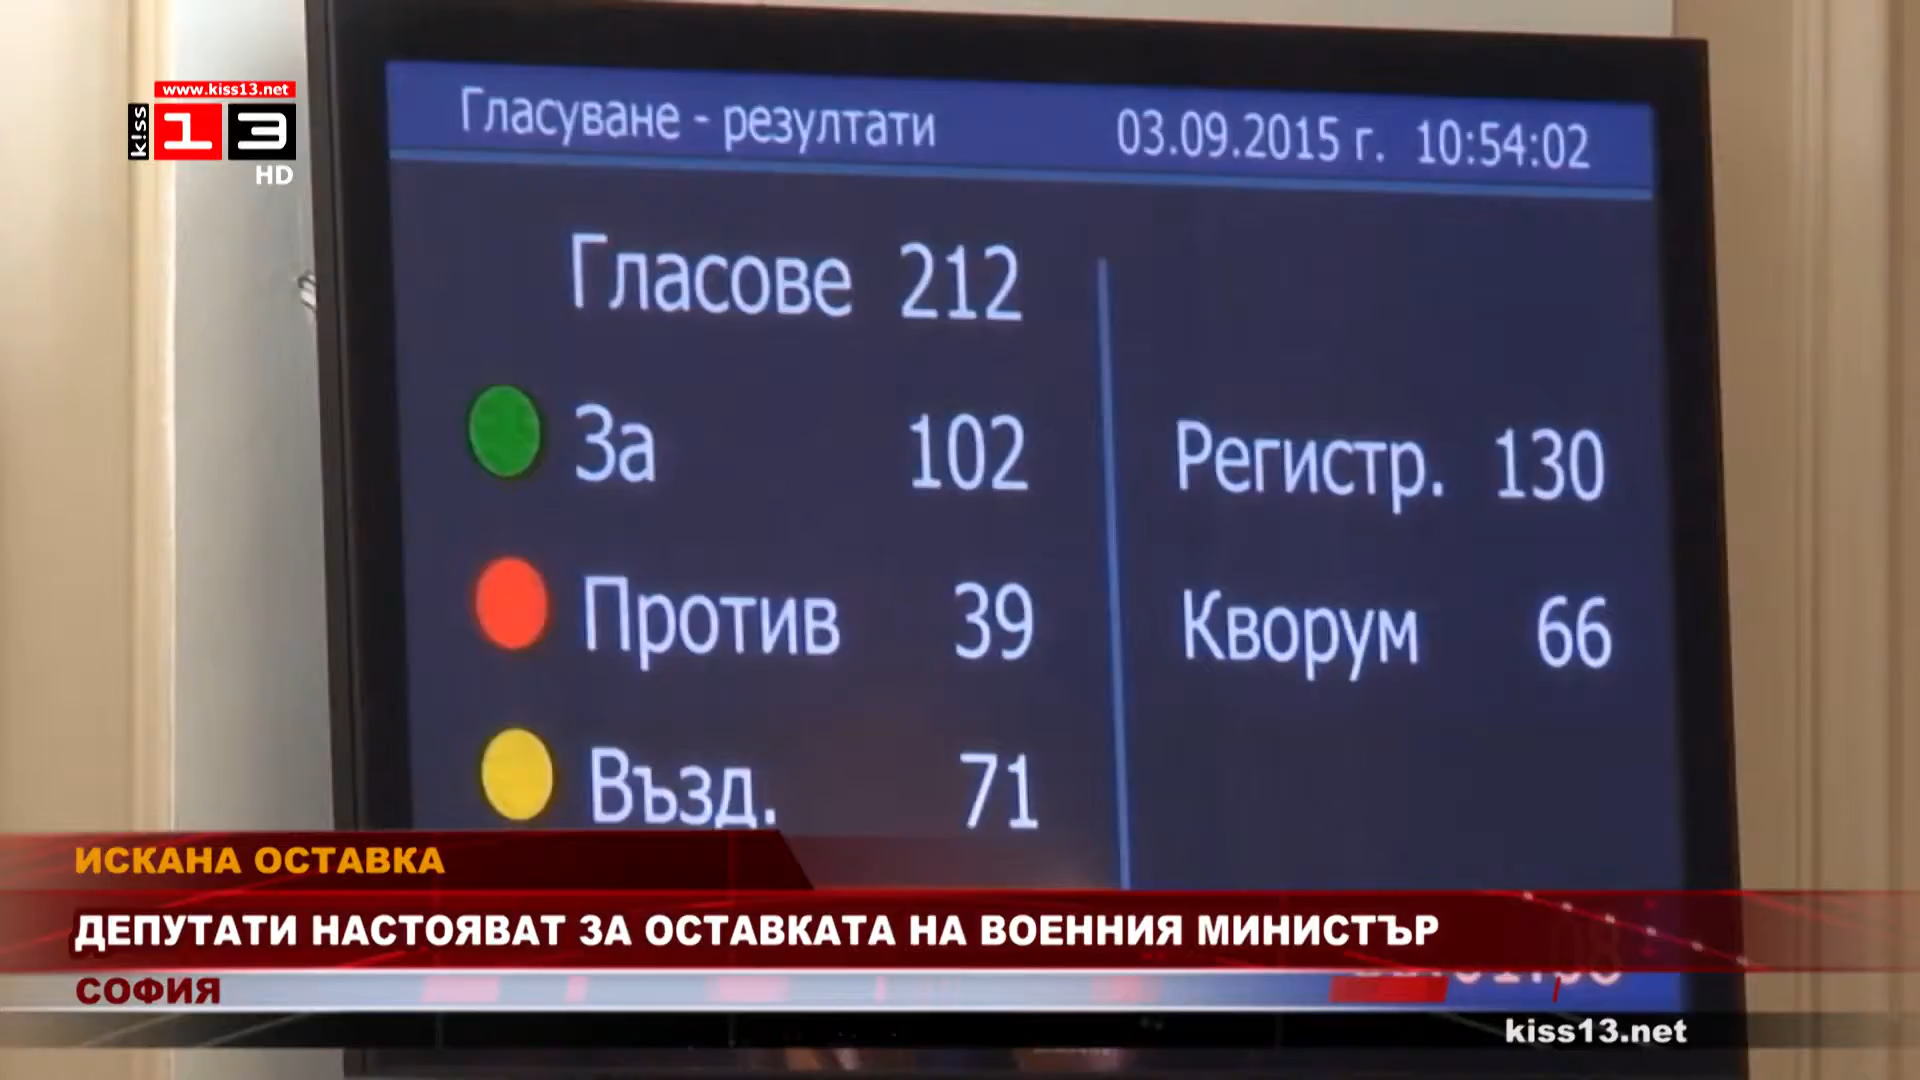 www.kiss13.net
kiss 13
HD
Гласуване - резултати 03.09.2015 г. 10:54:02
Гласове 212
За 102 Регистр. 130
Против 39 Кворум 66
Възд. 71
ИСКАНА ОСТАВКА
ДЕПУТАТИ НАСТОЯВАТ ЗА ОСТАВКАТА НА ВОЕННИЯ МИНИСТЪР
СОФИЯ
kiss13.net